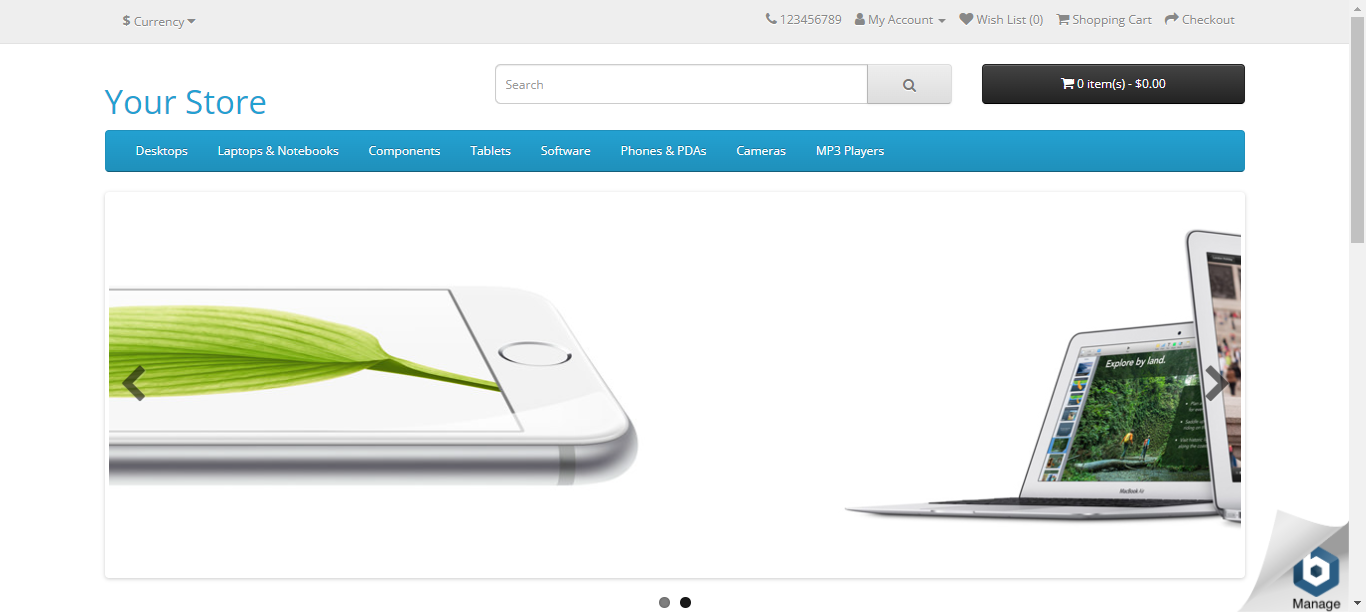 $ Currency
123456789 My Account Wish List (0) Shopping Cart Checkout
Your Store
Search
0 item(s) - $0.00
Desktops Laptops & Notebooks Components Tablets Software Phones & PDAs Cameras MP3 Players
Explore by land.
MacBook Air
Manage